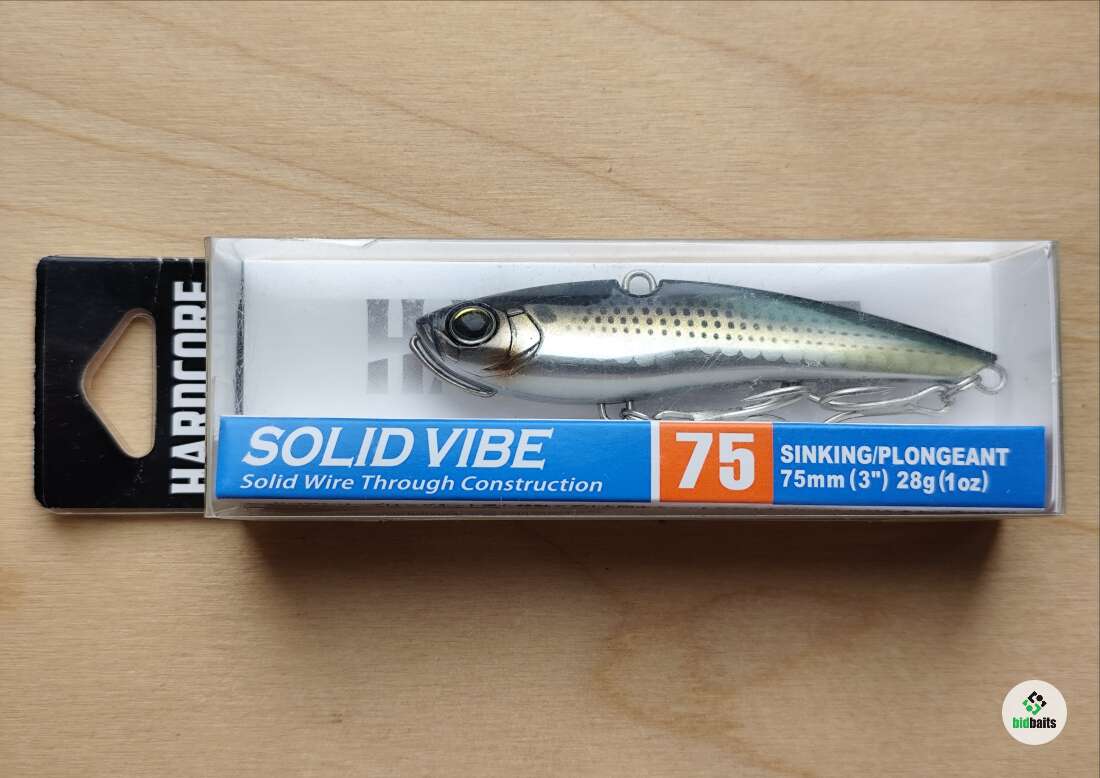 HARDCORE
SOLID VIBE
Solid Wire Through Construction
75
SINKING/PLONGEANT
75mm (3") 28g (1oz)
bidbaits